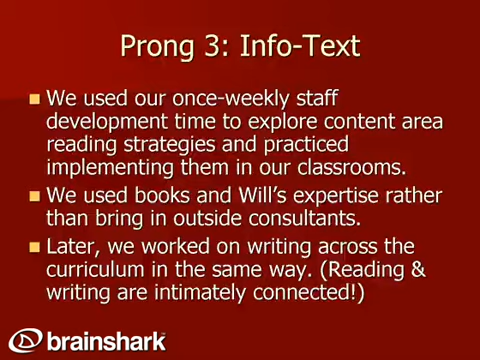 Prong 3: Info-Text
We used our once-weekly staff
development time to explore content area
reading strategies and practiced
implementing them in our classrooms.
We used books and Will's expertise rather
than bring in outside consultants.
Later, we worked on writing across the
curriculum in the same way. (Reading &
writing are intimately connected!)
brainshark